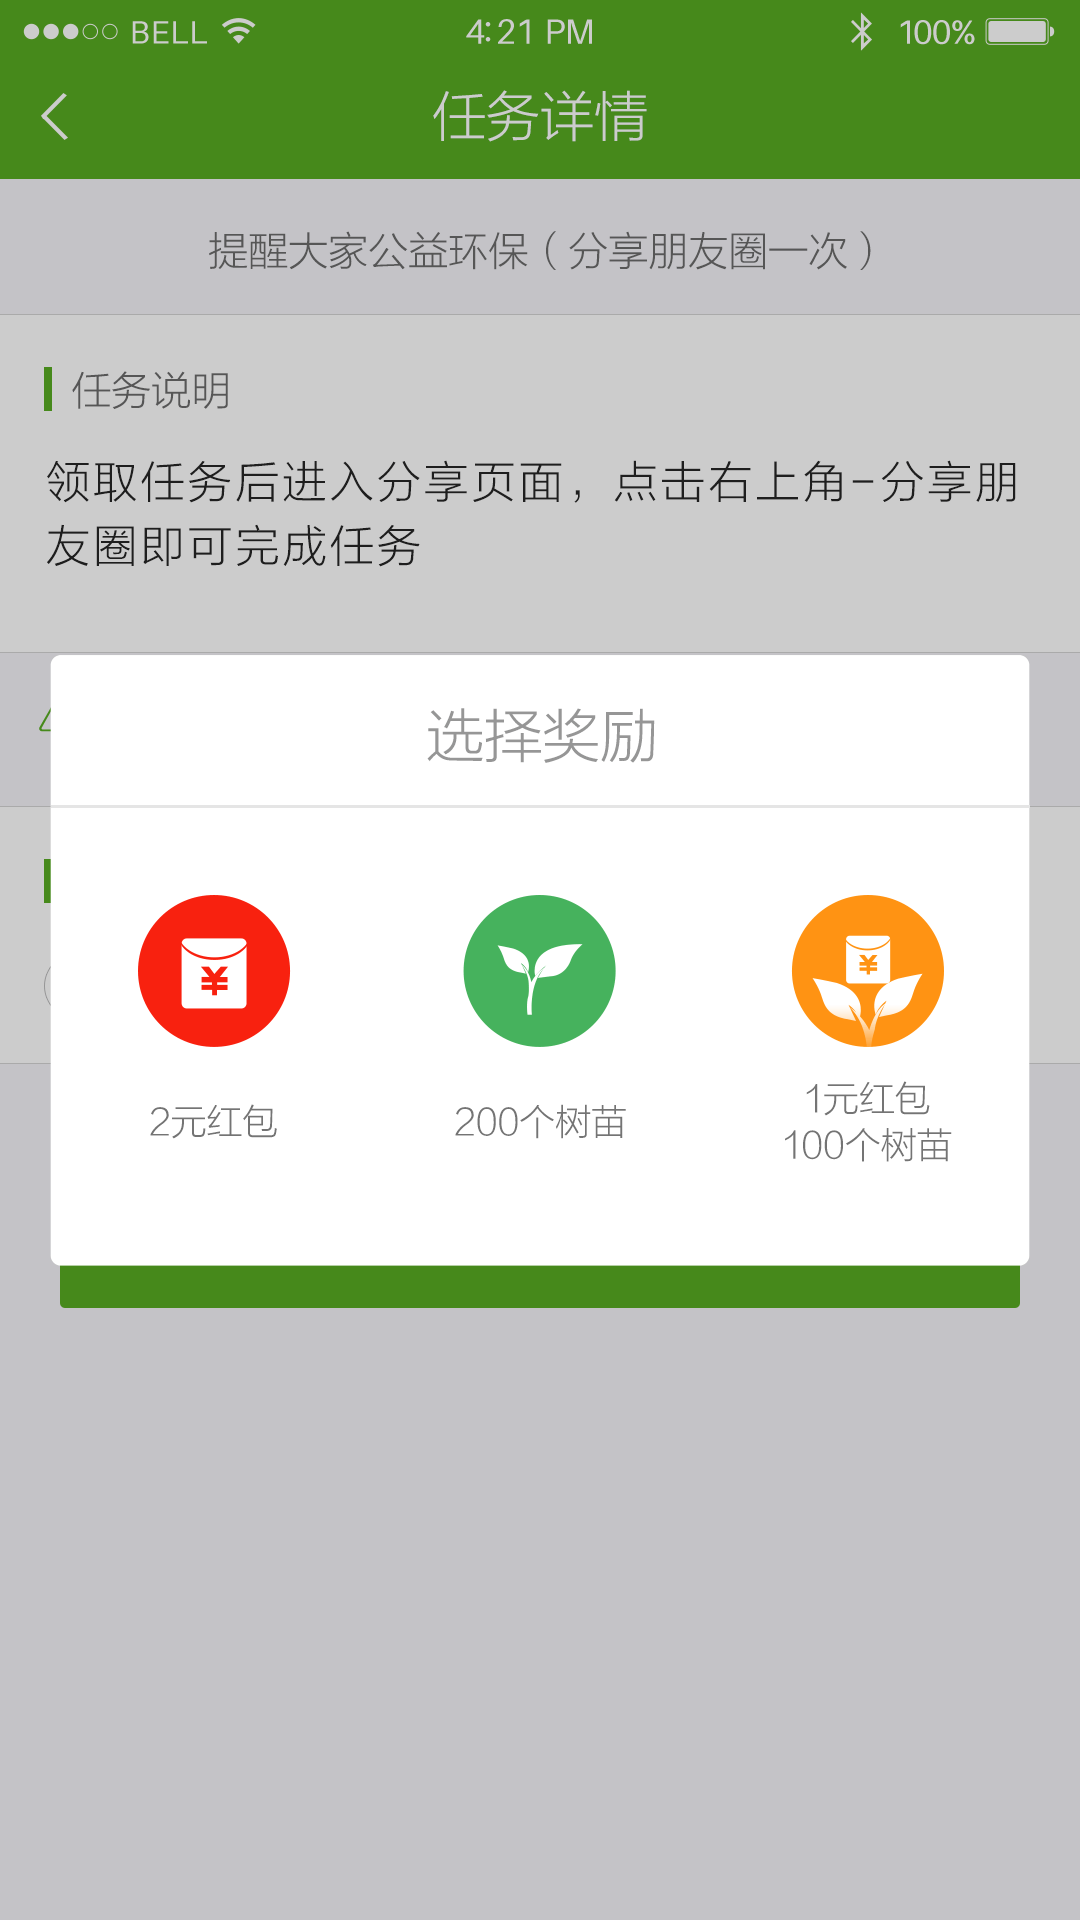 BELL 4:21 PM 100%
任务详情
提醒大家公益环保（分享朋友圈一次）
任务说明
领取任务后进入分享页面，点击右上角-分享朋
友圈即可完成任务
选择奖励
¥ ¥
2元红包 200个树苗 1元红包
100个树苗